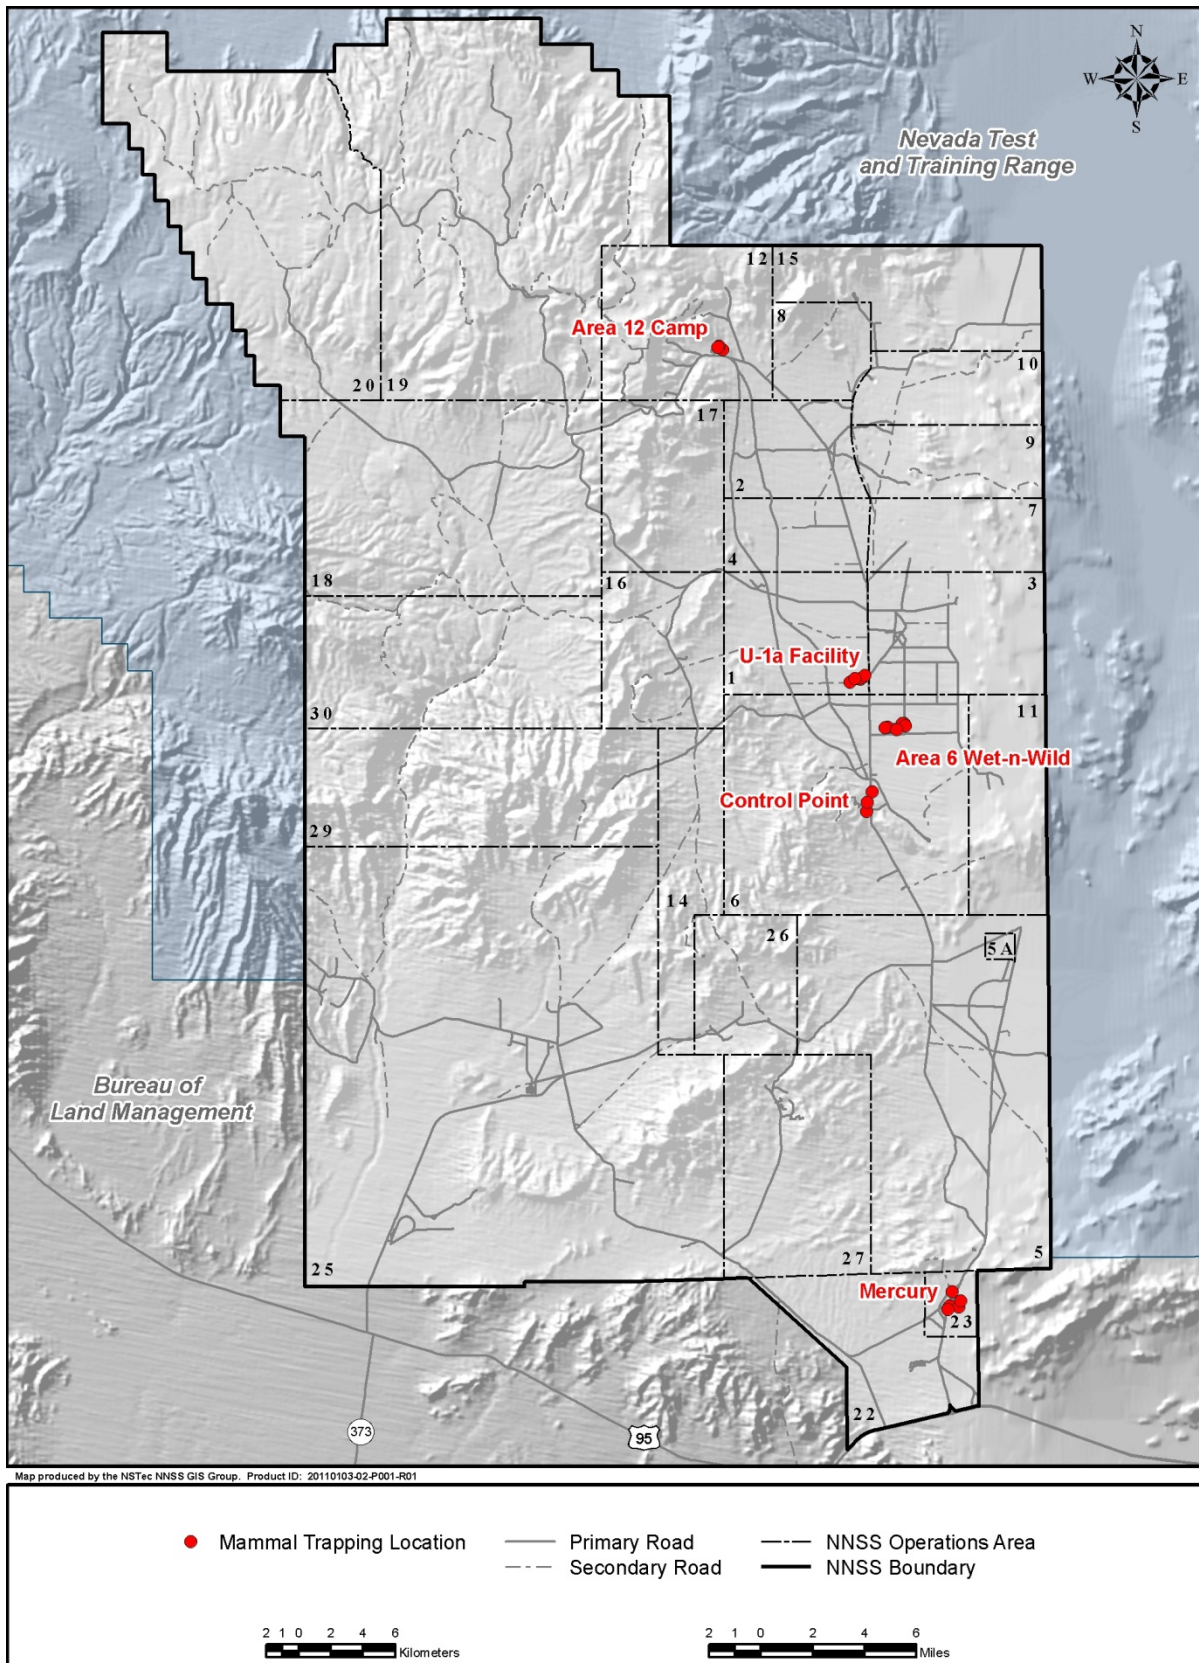 N
W E
S
Nevada Test
and Training Range
12 15
8
Area 12 Camp
10
20 19
17
9
2
7
4
18
16
3
U-1a Facility
1
30
11
Area 6 Wet-n-Wild
Control Point
29
14
6
26
5A
Bureau of
Land Management
25
27
5
Mercury
23
22
373
95
Map produced by the NSTec NNSS GIS Group. Product ID: 20110103-02-P001-R01
Mammal Trapping Location
Primary Road
Secondary Road
NNSS Operations Area
NNSS Boundary
2 1 0 2 4 6
Kilometers
2 1 0 2 4 6
Miles